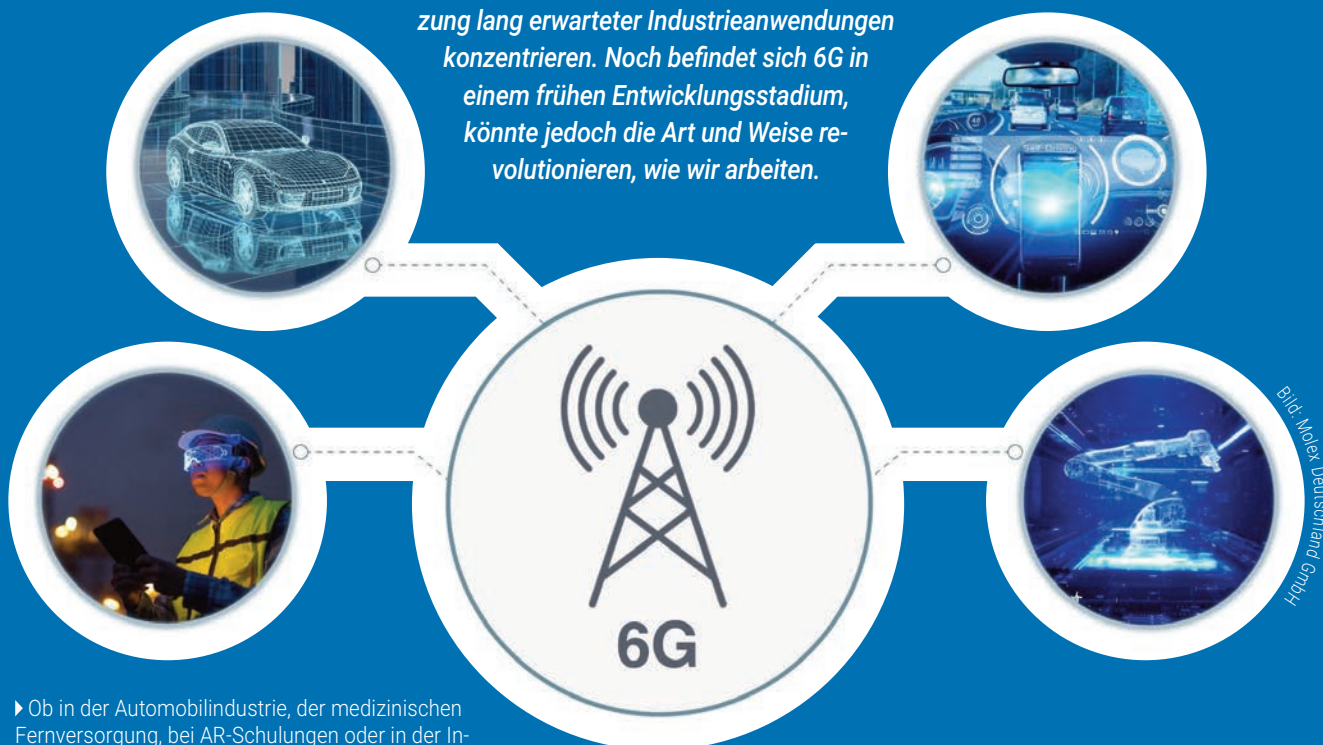 zung lang erwarteter Industrieanwendungen
konzentrieren. Noch befindet sich 6G in
einem frühen Entwicklungsstadium,
könnte jedoch die Art und Weise re-
volutionieren, wie wir arbeiten.
Self-Driving
6G
Bild: Molex Deutschland GmbH
▸ Ob in der Automobilindustrie, der medizinischen
Fernversorgung, bei AR-Schulungen oder in der In-